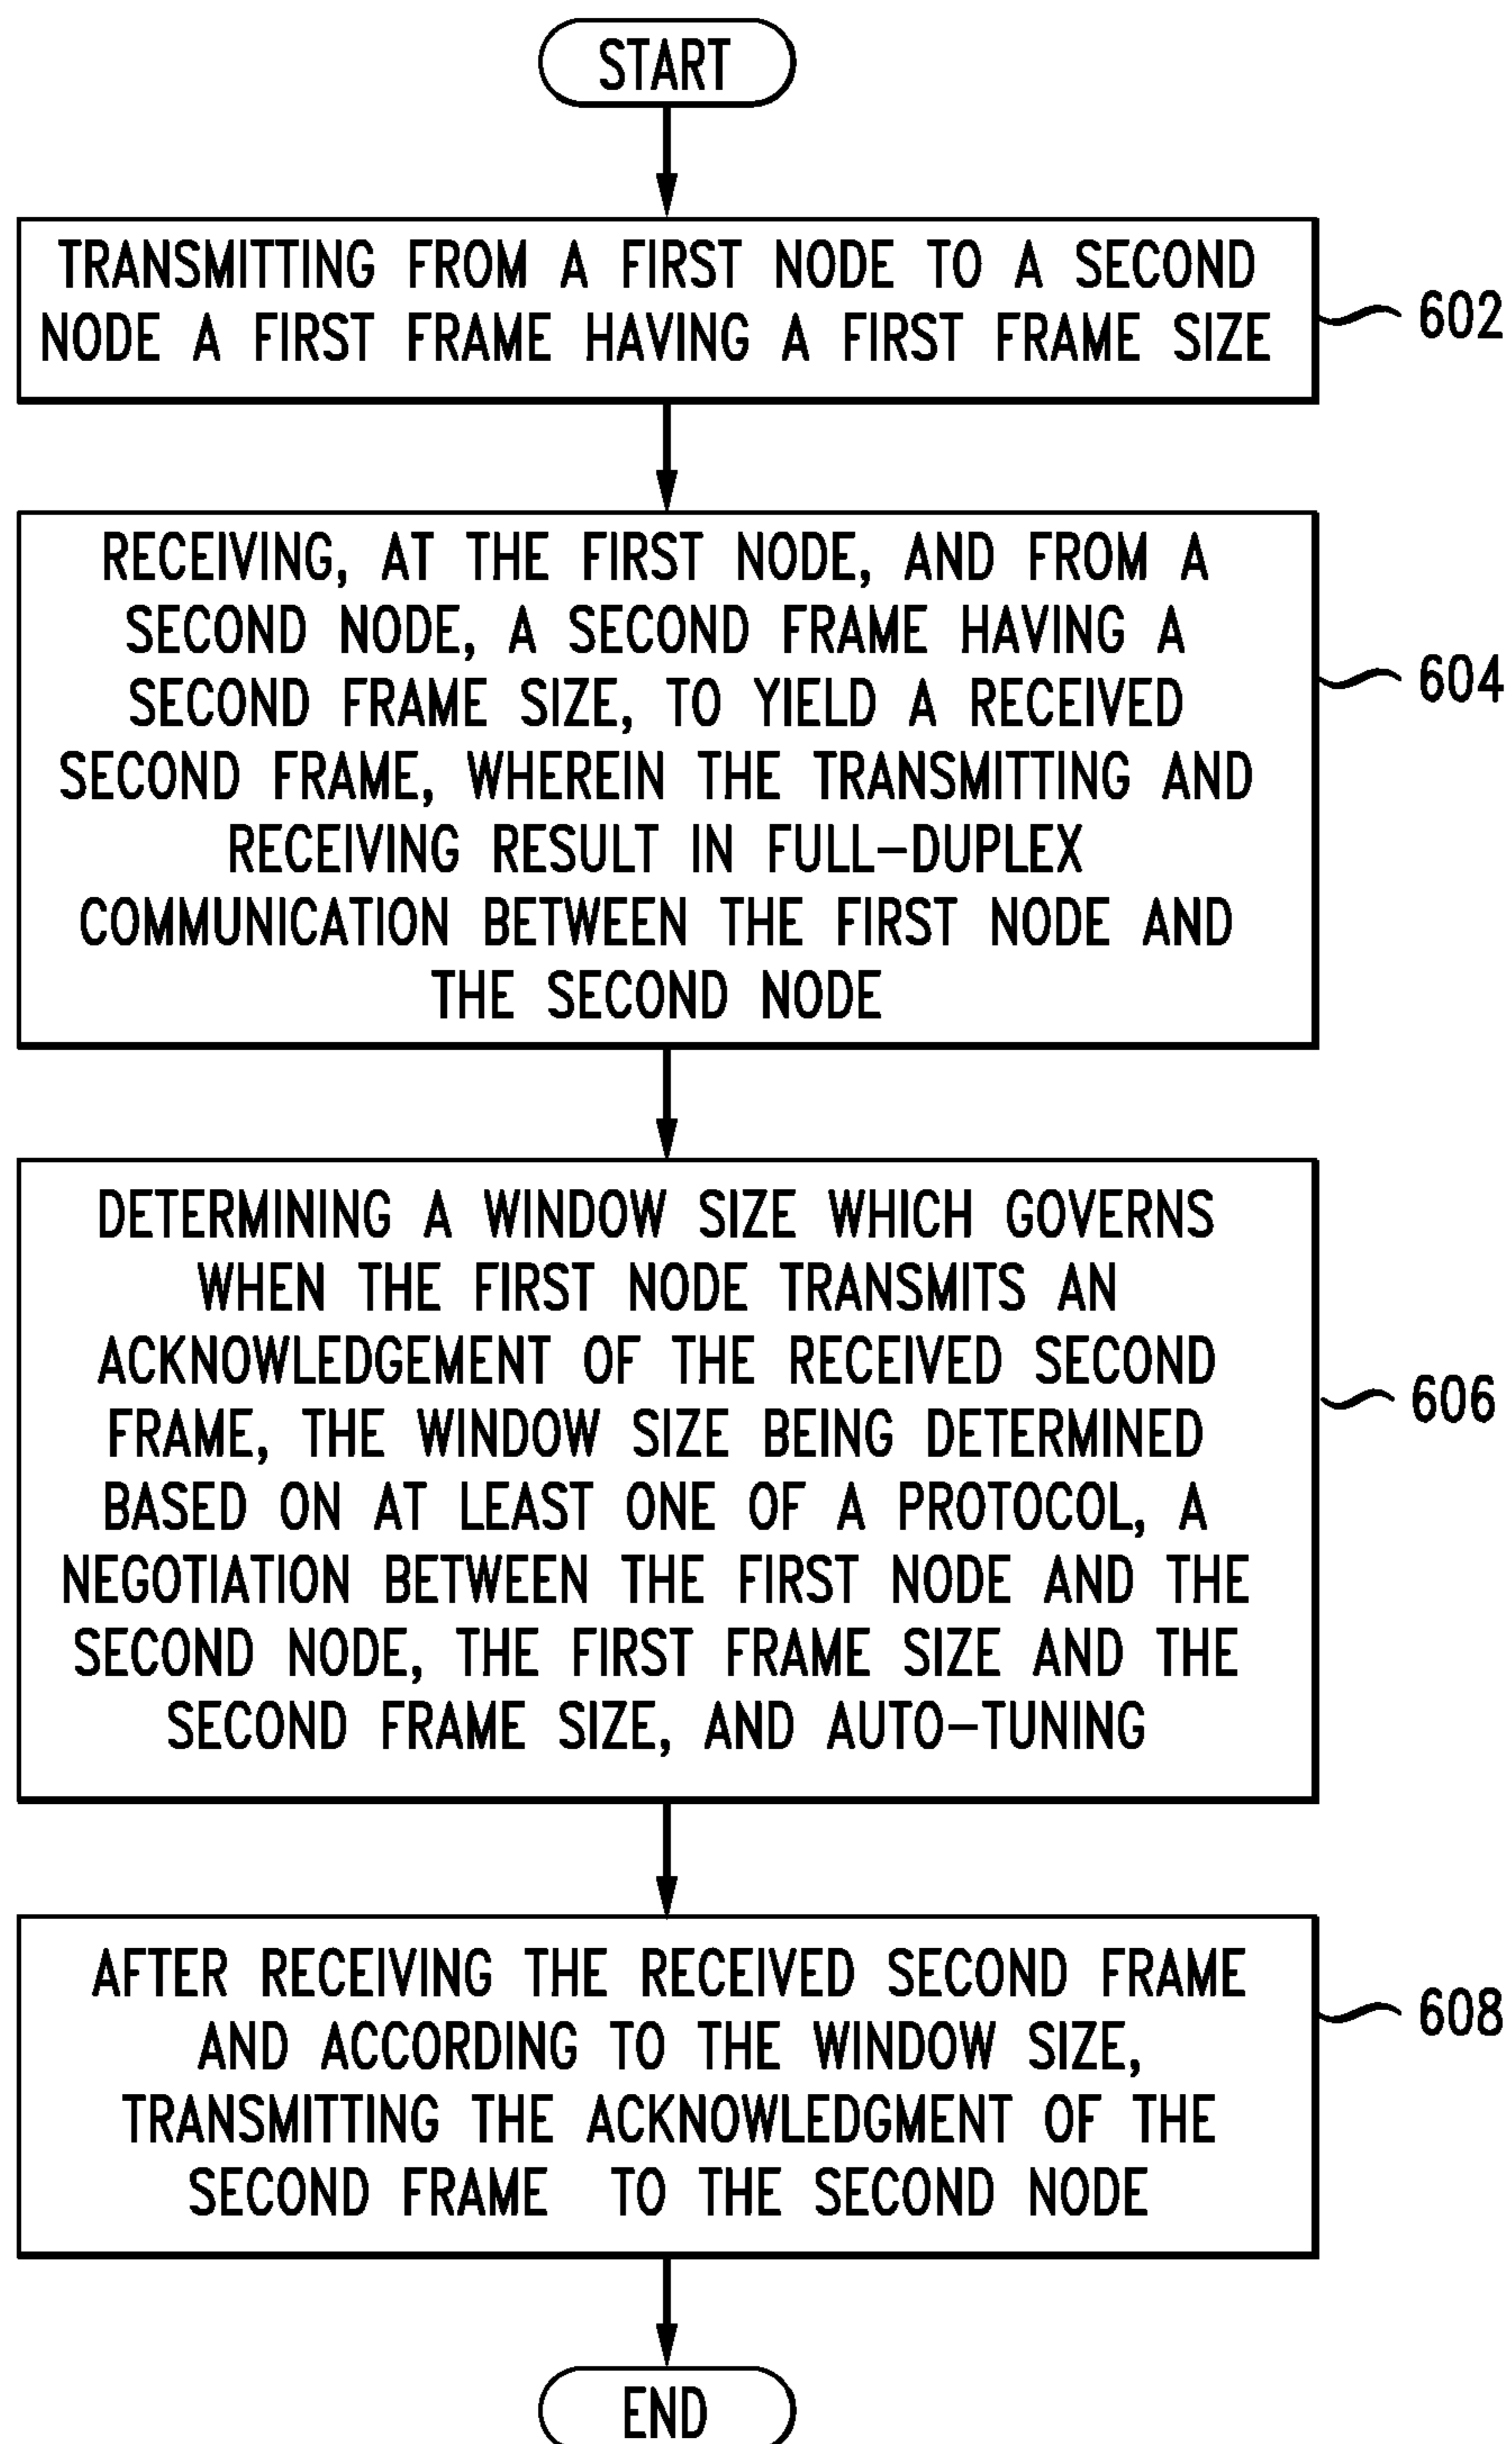 START
TRANSMITTING FROM A FIRST NODE TO A SECOND
NODE A FIRST FRAME HAVING A FIRST FRAME SIZE
602
RECEIVING, AT THE FIRST NODE, AND FROM A
SECOND NODE, A SECOND FRAME HAVING A
SECOND FRAME SIZE, TO YIELD A RECEIVED
SECOND FRAME, WHEREIN THE TRANSMITTING AND
RECEIVING RESULT IN FULL-DUPLEX
COMMUNICATION BETWEEN THE FIRST NODE AND
THE SECOND NODE
604
DETERMINING A WINDOW SIZE WHICH GOVERNS
WHEN THE FIRST NODE TRANSMITS AN
ACKNOWLEDGEMENT OF THE RECEIVED SECOND
FRAME, THE WINDOW SIZE BEING DETERMINED
BASED ON AT LEAST ONE OF A PROTOCOL, A
NEGOTIATION BETWEEN THE FIRST NODE AND THE
SECOND NODE, THE FIRST FRAME SIZE AND THE
SECOND FRAME SIZE, AND AUTO-TUNING
606
AFTER RECEIVING THE RECEIVED SECOND FRAME
AND ACCORDING TO THE WINDOW SIZE,
TRANSMITTING THE ACKNOWLEDGMENT OF THE
SECOND FRAME TO THE SECOND NODE
608
END